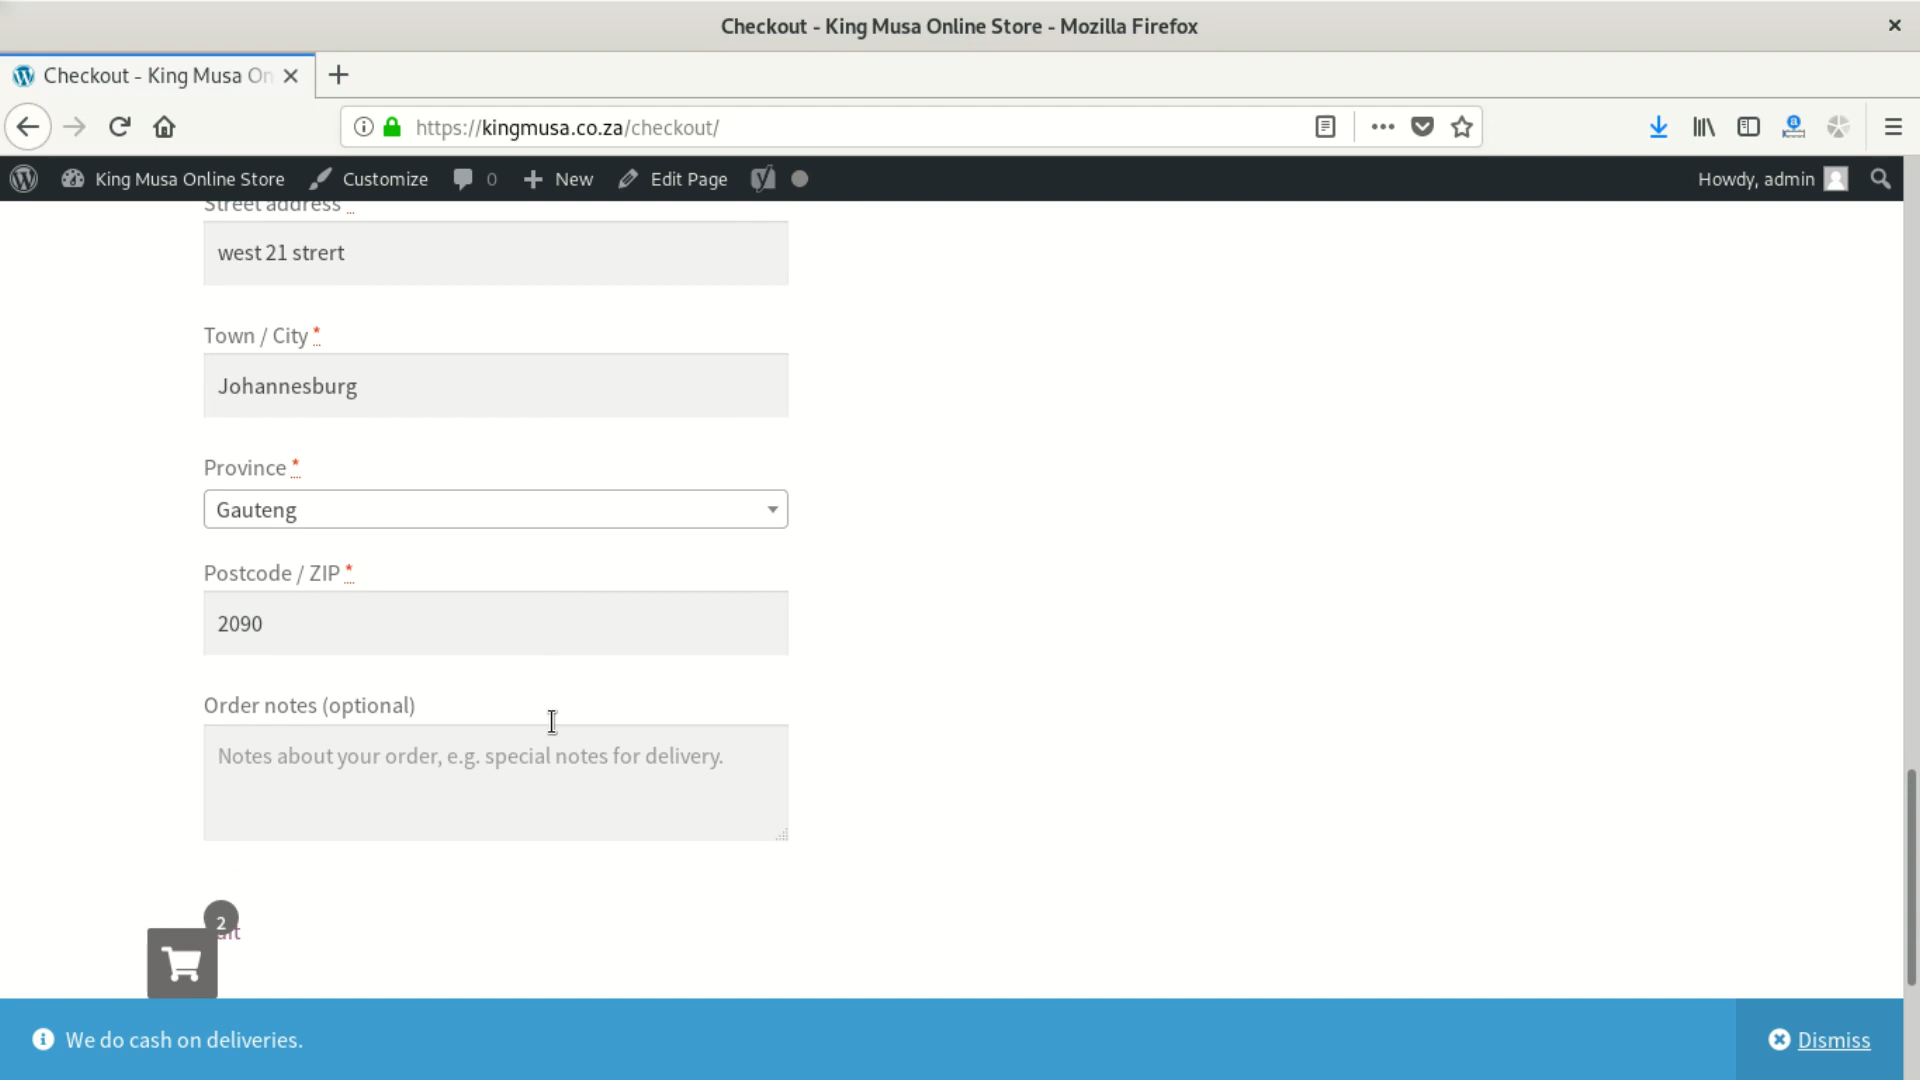 Checkout - King Musa Online Store - Mozilla Firefox
Checkout - King Musa On
https://kingmusa.co.za/checkout/
King Musa Online Store Customize 0 New Edit Page Howdy, admin
Street address *
west 21 strert
Town / City *
Johannesburg
Province *
Gauteng
Postcode / ZIP *
2090
Order notes (optional)
Notes about your order, e.g. special notes for delivery.
2
We do cash on deliveries. Dismiss